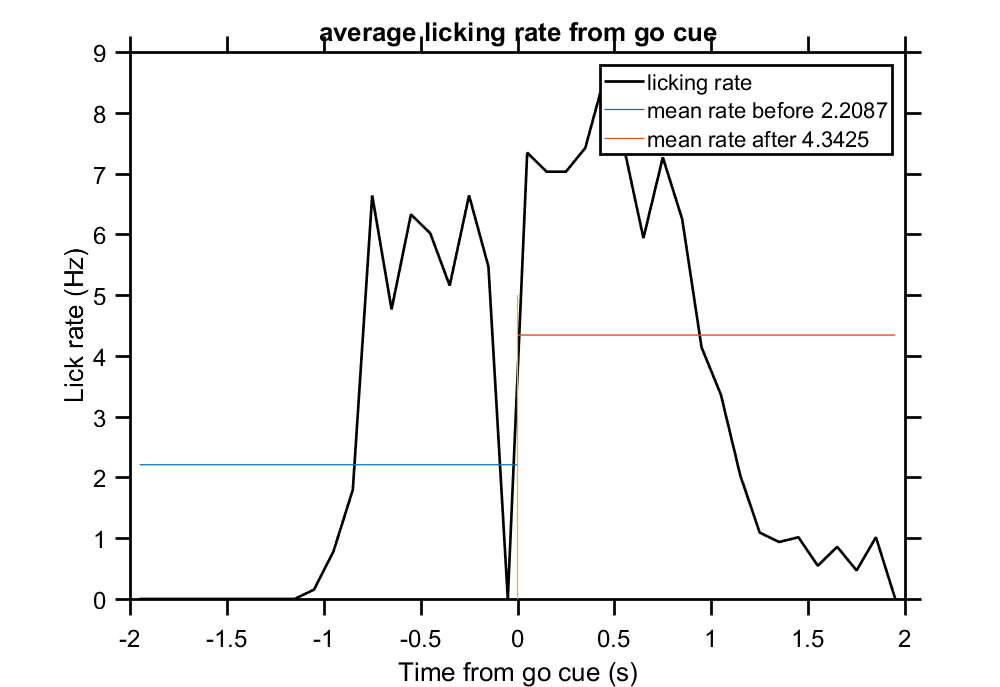 average licking rate from go cue
licking rate
mean rate before 2.2087
mean rate after 4.3425
9
8
7
6
5
4
3
2
1
0
Lick rate (Hz)
-2 -1.5 -1 -0.5 0 0.5 1 1.5 2
Time from go cue (s)